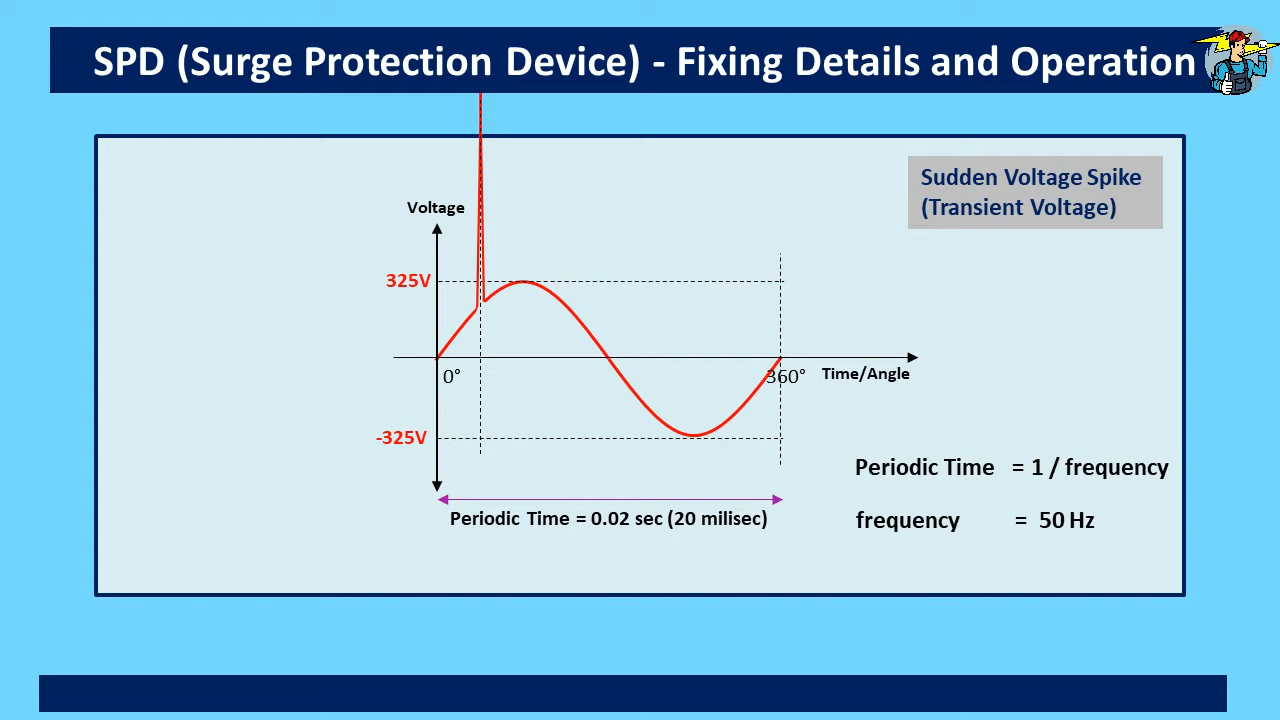 SPD (Surge Protection Device) - Fixing Details and Operation
Sudden Voltage Spike
(Transient Voltage)
Voltage
325V
0°
360°
Time/Angle
-325V
Periodic Time = 1 / frequency
Periodic Time = 0.02 sec (20 milisec)
frequency = 50 Hz